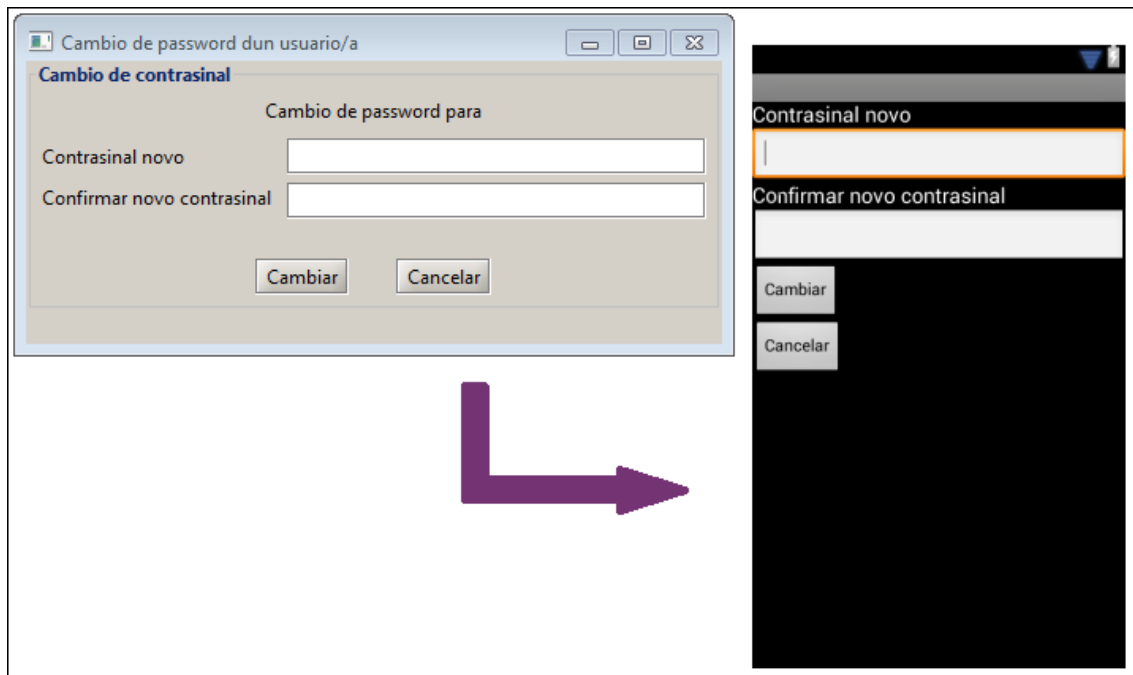 Cambio de password dun usuario/a
Cambio de contrasinal
Cambio de password para
Contrasinal novo
Confirmar novo contrasinal
Cambiar Cancelar
Contrasinal novo
Confirmar novo contrasinal
Cambiar
Cancelar